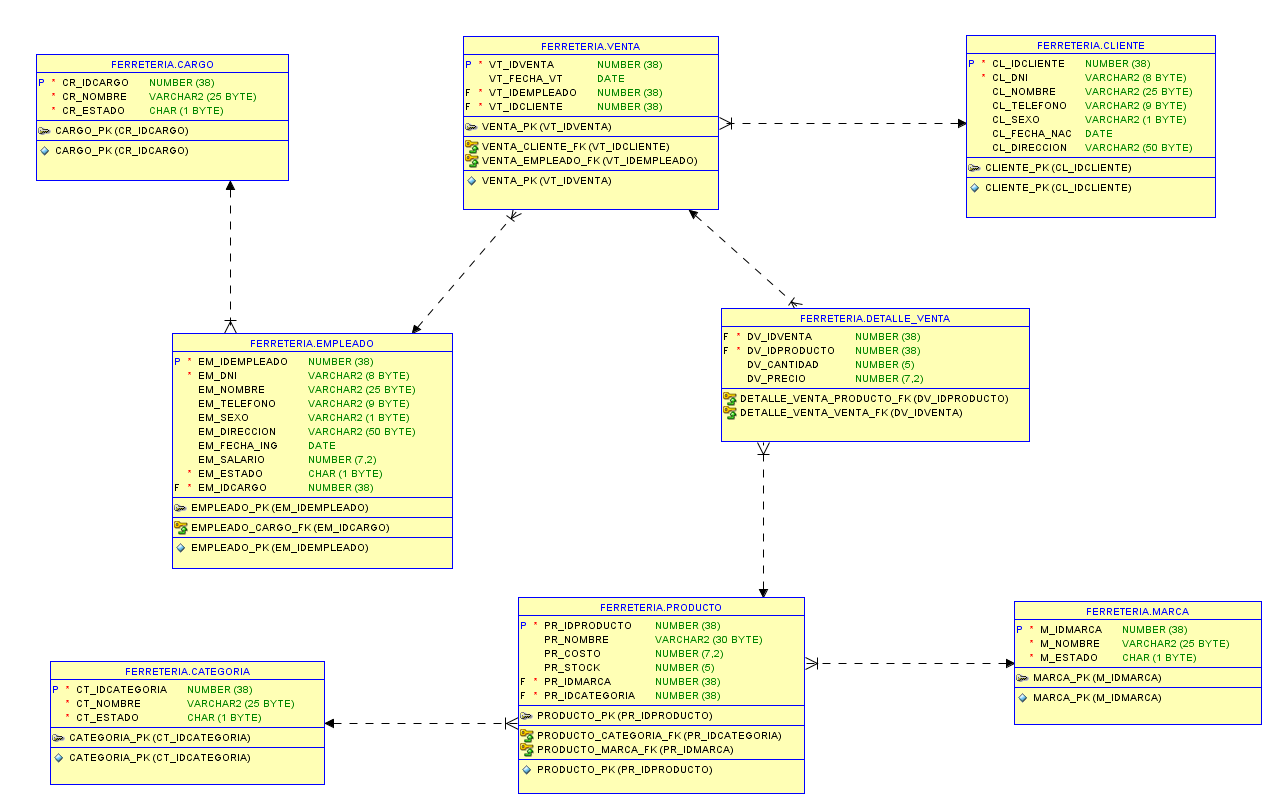 FERRETERIA.CARGO
P * CR_IDCARGO NUMBER (38)
* CR_NOMBRE VARCHAR2 (25 BYTE)
* CR_ESTADO CHAR (1 BYTE)
CARGO_PK (CR_IDCARGO)
CARGO_PK (CR_IDCARGO)
FERRETERIA.VENTA
P * VT_IDVENTA NUMBER (38)
VT_FECHA_VT DATE
F * VT_IDEMPLEADO NUMBER (38)
F * VT_IDCLIENTE NUMBER (38)
VENTA_PK (VT_IDVENTA)
VENTA_CLIENTE_FK (VT_IDCLIENTE)
VENTA_EMPLEADO_FK (VT_IDEMPLEADO)
VENTA_PK (VT_IDVENTA)
FERRETERIA.CLIENTE
P * CL_IDCLIENTE NUMBER (38)
* CL_DNI VARCHAR2 (8 BYTE)
CL_NOMBRE VARCHAR2 (25 BYTE)
CL_TELEFONO VARCHAR2 (9 BYTE)
CL_SEXO VARCHAR2 (1 BYTE)
CL_FECHA_NAC DATE
CL_DIRECCION VARCHAR2 (50 BYTE)
CLIENTE_PK (CL_IDCLIENTE)
CLIENTE_PK (CL_IDCLIENTE)
FERRETERIA.EMPLEADO
P * EM_IDEMPLEADO NUMBER (38)
* EM_DNI VARCHAR2 (8 BYTE)
EM_NOMBRE VARCHAR2 (25 BYTE)
EM_TELEFONO VARCHAR2 (9 BYTE)
EM_SEXO VARCHAR2 (1 BYTE)
EM_DIRECCION VARCHAR2 (50 BYTE)
EM_FECHA_ING DATE
EM_SALARIO NUMBER (7,2)
* EM_ESTADO CHAR (1 BYTE)
F * EM_IDCARGO NUMBER (38)
EMPLEADO_PK (EM_IDEMPLEADO)
EMPLEADO_CARGO_FK (EM_IDCARGO)
EMPLEADO_PK (EM_IDEMPLEADO)
FERRETERIA.DETALLE_VENTA
F * DV_IDVENTA NUMBER (38)
F * DV_IDPRODUCTO NUMBER (38)
DV_CANTIDAD NUMBER (5)
DV_PRECIO NUMBER (7,2)
DETALLE_VENTA_PRODUCTO_FK (DV_IDPRODUCTO)
DETALLE_VENTA_VENTA_FK (DV_IDVENTA)
FERRETERIA.CATEGORIA
P * CT_IDCATEGORIA NUMBER (38)
* CT_NOMBRE VARCHAR2 (25 BYTE)
* CT_ESTADO CHAR (1 BYTE)
CATEGORIA_PK (CT_IDCATEGORIA)
CATEGORIA_PK (CT_IDCATEGORIA)
FERRETERIA.PRODUCTO
P * PR_IDPRODUCTO NUMBER (38)
PR_NOMBRE VARCHAR2 (30 BYTE)
PR_COSTO NUMBER (7,2)
PR_STOCK NUMBER (5)
F * PR_IDMARCA NUMBER (38)
F * PR_IDCATEGORIA NUMBER (38)
PRODUCTO_PK (PR_IDPRODUCTO)
PRODUCTO_CATEGORIA_FK (PR_IDCATEGORIA)
PRODUCTO_MARCA_FK (PR_IDMARCA)
PRODUCTO_PK (PR_IDPRODUCTO)
FERRETERIA.MARCA
P * M_IDMARCA NUMBER (38)
* M_NOMBRE VARCHAR2 (25 BYTE)
* M_ESTADO CHAR (1 BYTE)
MARCA_PK (M_IDMARCA)
MARCA_PK (M_IDMARCA)